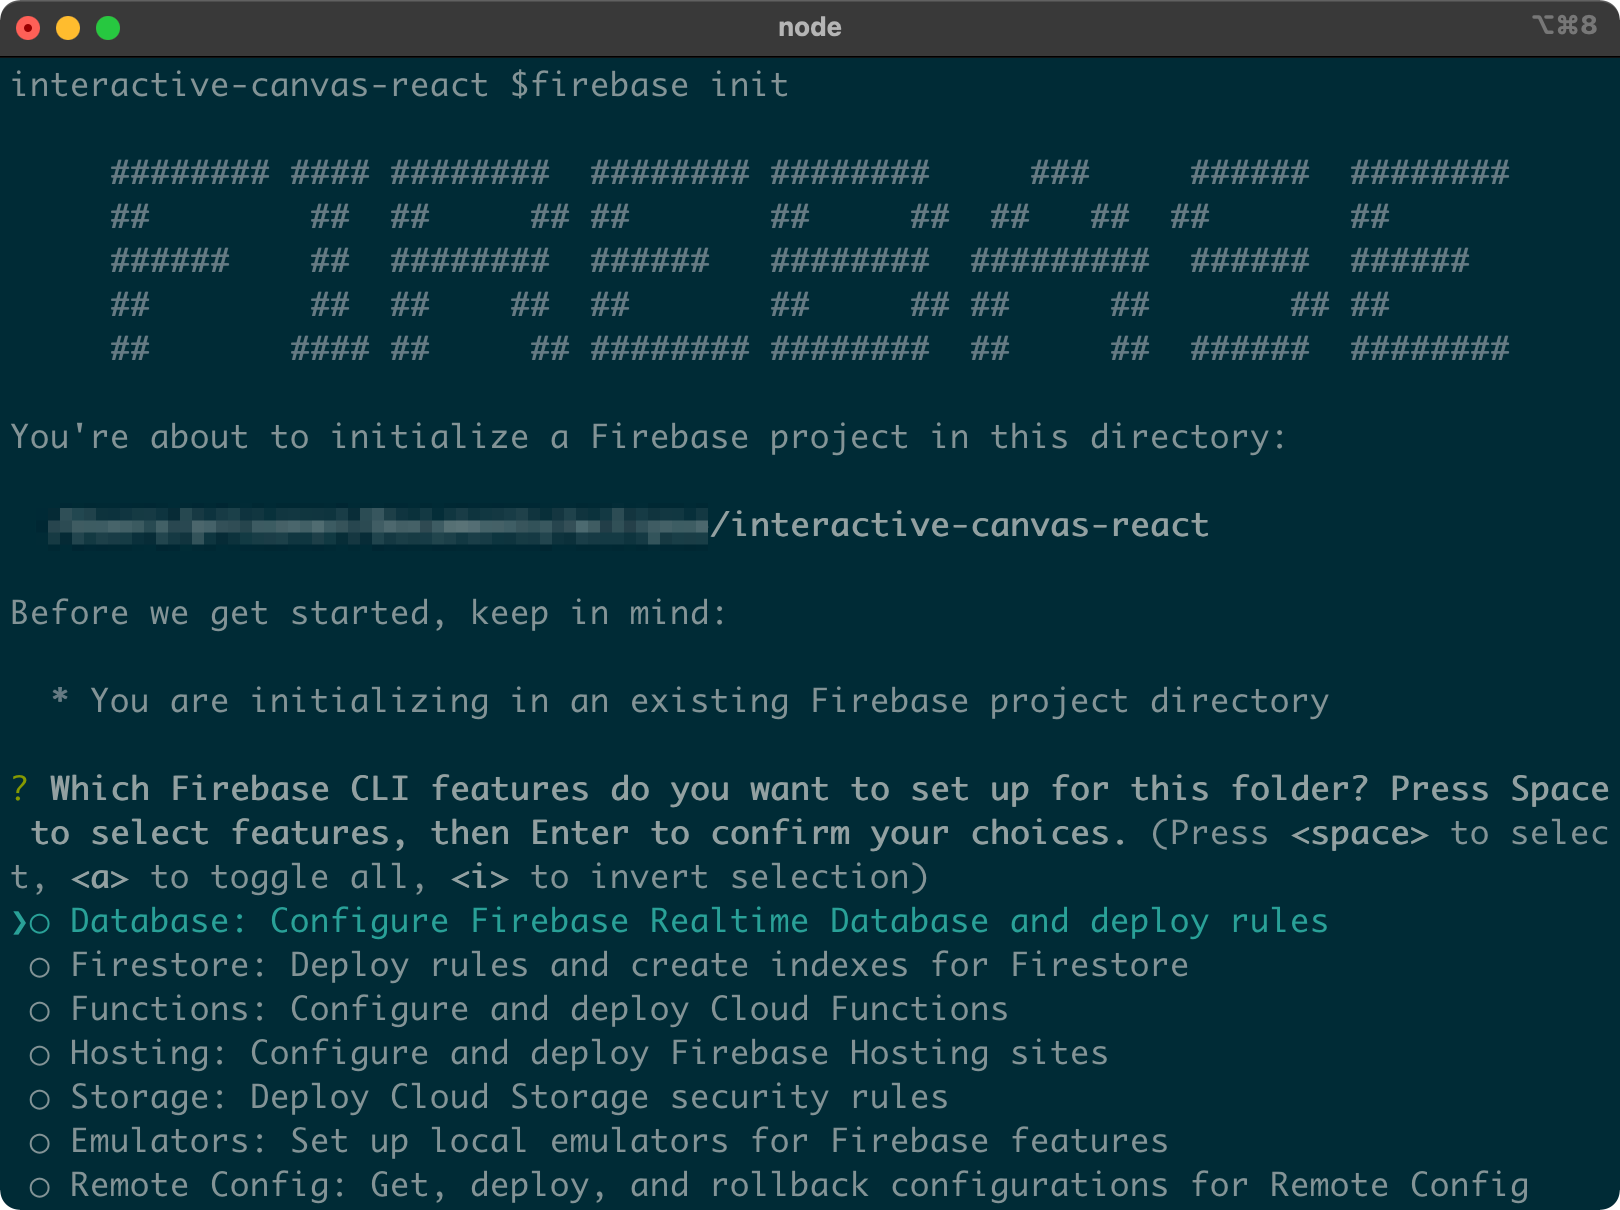 node
⌥⌘8
interactive-canvas-react $firebase init
     ######## #### ########  ######## ########     ###     ######  ########
     ##        ##  ##     ## ##       ##     ##  ##   ##  ##       ##
     ######    ##  ########  ######   ########  #########  ######  ######
     ##        ##  ##    ##  ##       ##     ## ##     ##       ## ##
     ##       #### ##     ## ######## ########  ##     ##  ######  ########
You're about to initialize a Firebase project in this directory:
/interactive-canvas-react
Before we get started, keep in mind:
  * You are initializing in an existing Firebase project directory
? Which Firebase CLI features do you want to set up for this folder? Press Space
 to select features, then Enter to confirm your choices. (Press <space> to selec
t, <a> to toggle all, <i> to invert selection)
❯◯ Database: Configure Firebase Realtime Database and deploy rules
 ◯ Firestore: Deploy rules and create indexes for Firestore
 ◯ Functions: Configure and deploy Cloud Functions
 ◯ Hosting: Configure and deploy Firebase Hosting sites
 ◯ Storage: Deploy Cloud Storage security rules
 ◯ Emulators: Set up local emulators for Firebase features
 ◯ Remote Config: Get, deploy, and rollback configurations for Remote Config